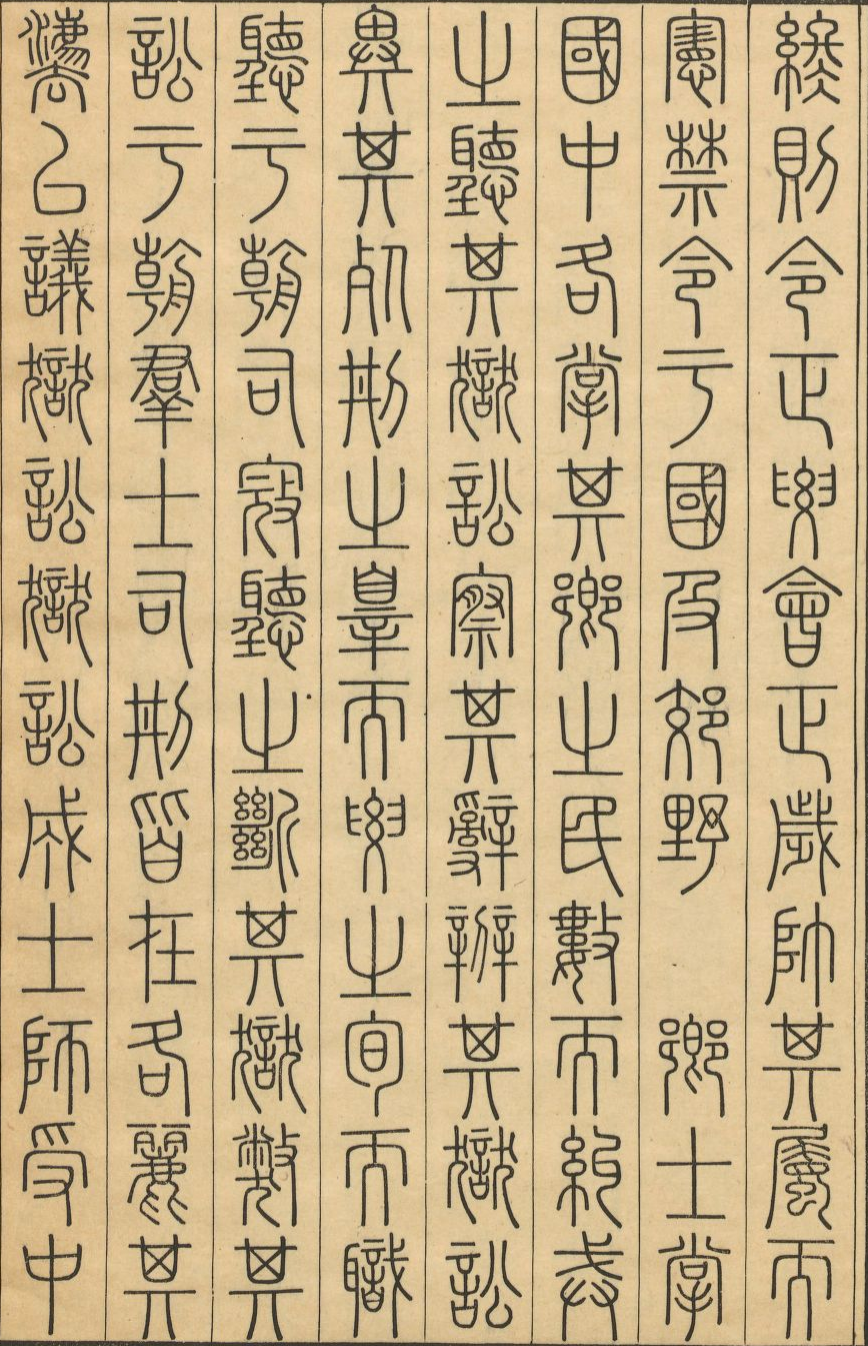 終則令正要會正歲帥其屬而
憲禁令于國及郊野　鄉士掌
國中各掌其鄉之民數而糾戒
之聽其獄訟察其辭辨其獄訟
異其死刑之辠而要之旬而職
聽于朝司寇聽之斷其獄弊其
訟于朝羣士司刑皆在各麗其
灋以議獄訟獄訟成士師受中